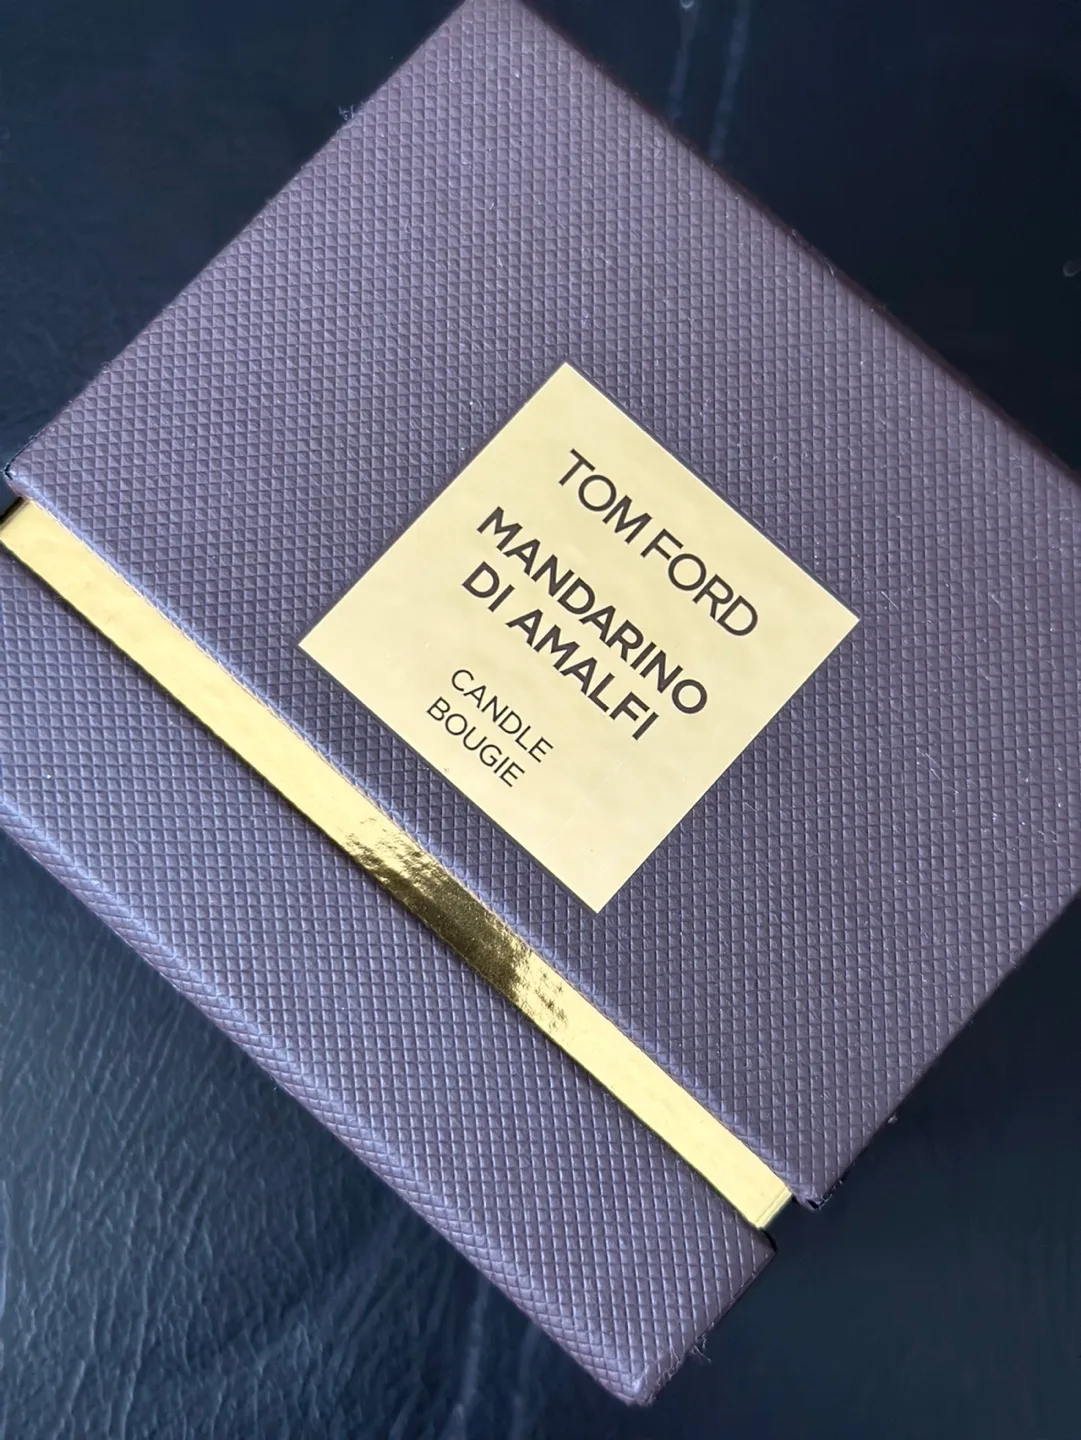 TOM FORD
MANDARINO
DI AMALFI
CANDLE
BOUGIE